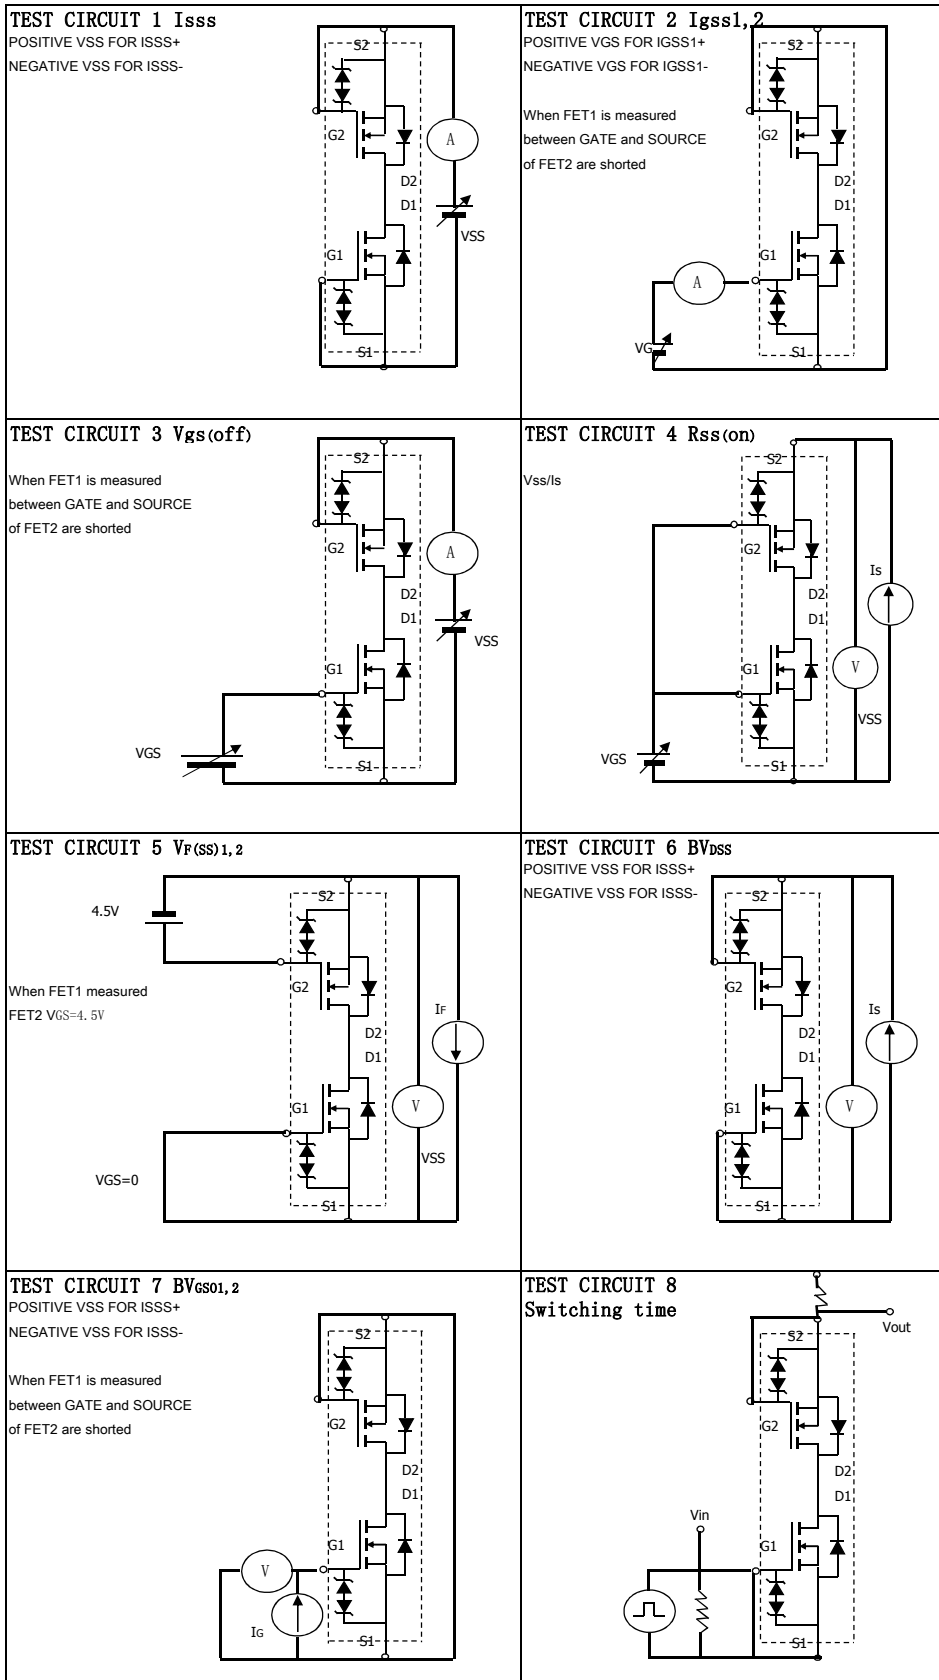 TEST CIRCUIT 1 Isss
POSITIVE VSS FOR ISSS+
NEGATIVE VSS FOR ISSS-
S2
G2
A
D2
D1
VSS
G1
S1
TEST CIRCUIT 2 Igss1,2
POSITIVE VGS FOR IGSS1+
NEGATIVE VGS FOR IGSS1-
When FET1 is measured
between GATE and SOURCE
of FET2 are shorted
S2
G2
D2
D1
G1
A
VG
S1
TEST CIRCUIT 3 Vgs(off)
When FET1 is measured
between GATE and SOURCE
of FET2 are shorted
S2
G2
A
D2
D1
VSS
G1
VGS
S1
TEST CIRCUIT 4 Rss(on)
Vss/Is
S2
G2
Is
D2
D1
G1
V
VSS
VGS
S1
TEST CIRCUIT 5 VF(SS)1,2
4.5V
When FET1 measured
FET2 VGS=4.5V
S2
G2
IF
D2
D1
G1
V
VSS
VGS=0
S1
TEST CIRCUIT 6 BVDSS
POSITIVE VSS FOR ISSS+
NEGATIVE VSS FOR ISSS-
S2
G2
Is
D2
D1
G1
V
S1
TEST CIRCUIT 7 BVGSO1,2
POSITIVE VSS FOR ISSS+
NEGATIVE VSS FOR ISSS-
When FET1 is measured
between GATE and SOURCE
of FET2 are shorted
S2
G2
D2
D1
G1
V
IG
S1
TEST CIRCUIT 8
Switching time
Vout
S2
G2
D2
D1
Vin
G1
S1